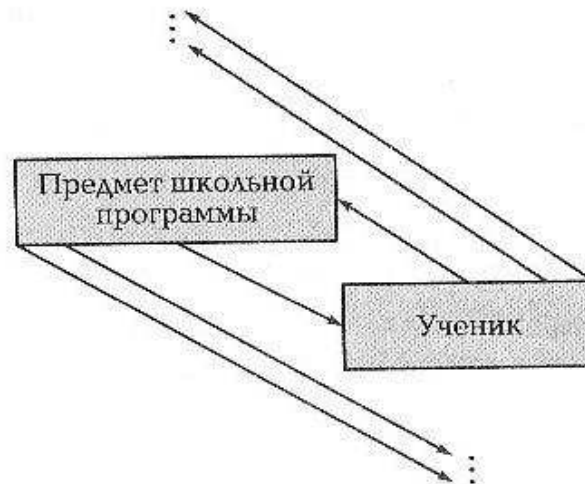 Предмет школьной
программы
Ученик